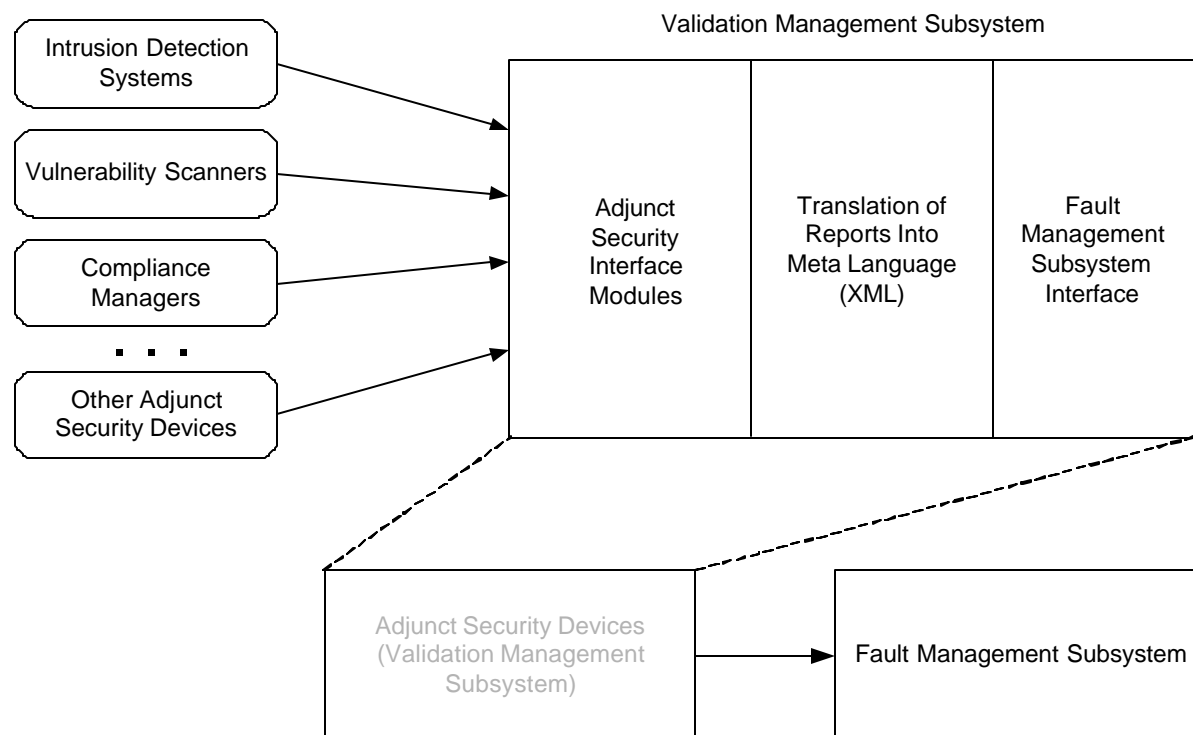 Validation Management Subsystem
Intrusion Detection
Systems
Vulnerability Scanners
Compliance
Managers
. . .
Other Adjunct
Security Devices
Adjunct
Security
Interface
Modules
Translation of
Reports Into
Meta Language
(XML)
Fault
Management
Subsystem
Interface
Adjunct Security Devices
(Validation Management
Subsystem)
Fault Management Subsystem